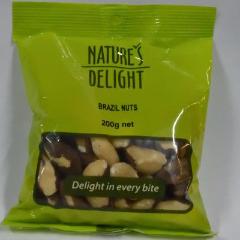 NATURE'S
DELIGHT
BRAZIL NUTS
200g net
Delight in every bite